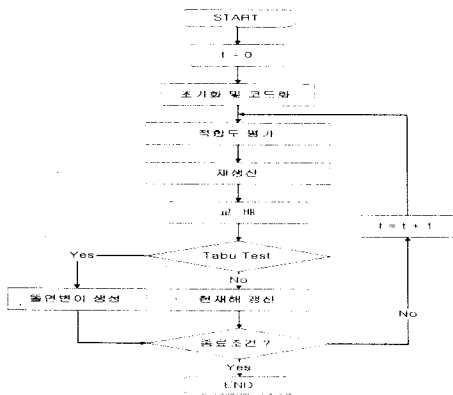 START
t = 0
초기화 및 코드화
적합도 평가
재생산
교 배
t = t + 1
Yes
Tabu Test
No
돌연변이 생성
현재해 갱신
No
종료조건 ?
Yes
END